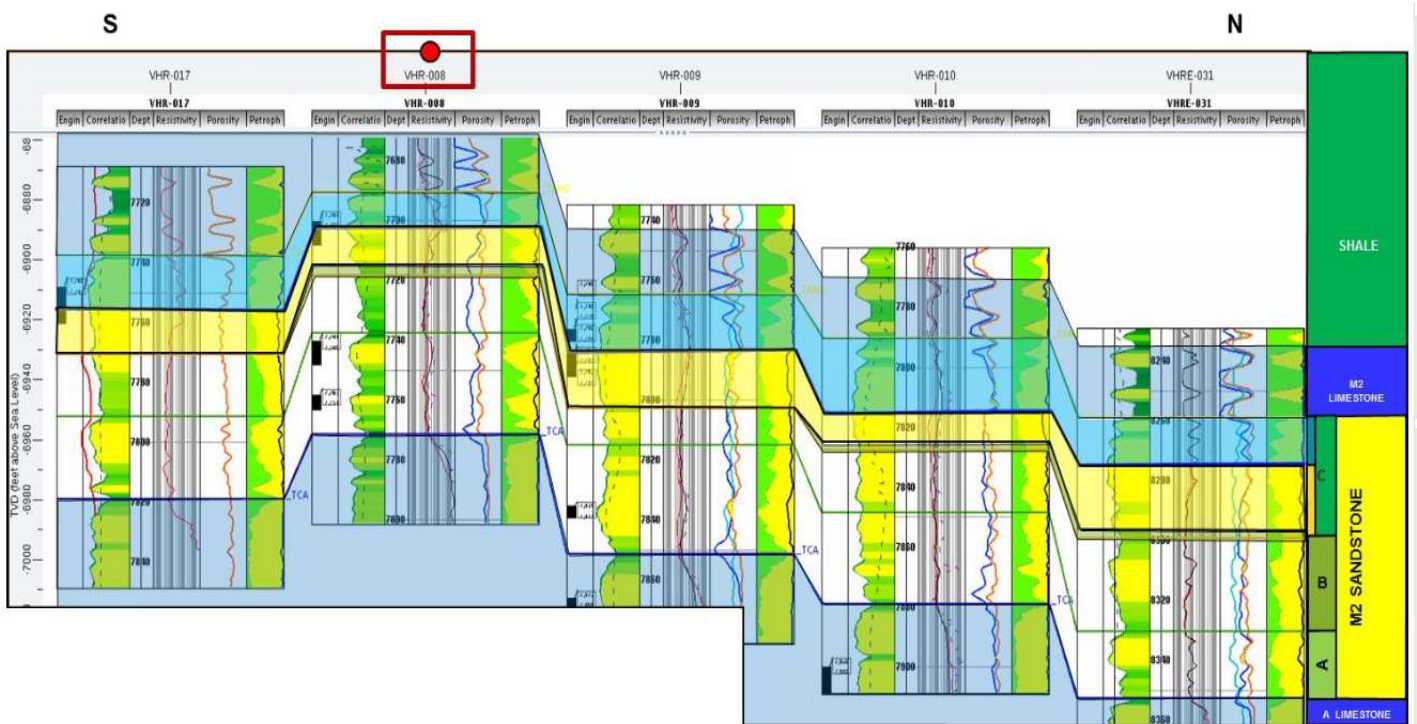 S N
VHR-017 VHR-008 VHR-009 VHR-010 VHRE-031
VHR-017 VHR-008 VHR-009 VHR-010 VHRE-031
Engin Correlatio Dept Resistivity Porosity Petroph Engin Correlatio Dept Resistivity Porosity Petroph Engin Correlatio Dept Resistivity Porosity Petroph Engin Correlatio Dept Resistivity Porosity Petroph Engin Correlatio Dept Resistivity Porosity Petroph
TVD (feet above Sea Level)
-68
-6880
-6900
-6920
-6940
-6960
-6980
-7000
7720
7740
7760
7780
7800
7820
7840
TCA
7680
7700
7720
7740
7760
7780
7800
TCA
7740
7760
7780
7800
7820
7840
7860
TCA
7760
7780
7800
7820
7840
7860
7880
7900
TCA
8240
8260
8280
8300
8320
8340
8360
SHALE
M2
LIMESTONE
C
B
A
M2 SANDSTONE
A LIMESTONE